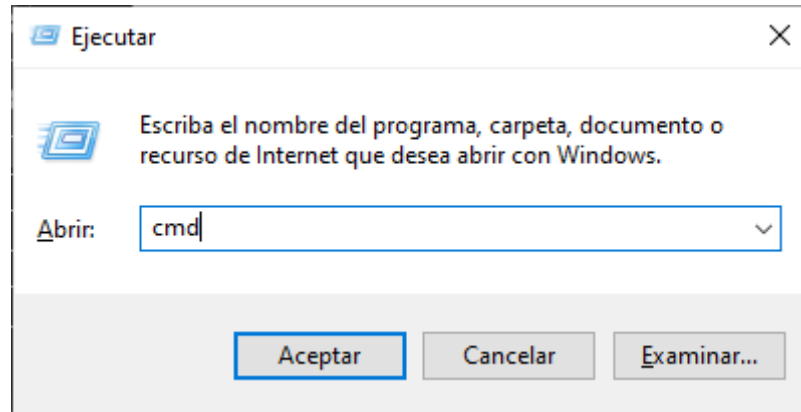 Ejecutar
Escriba el nombre del programa, carpeta, documento o
recurso de Internet que desea abrir con Windows.
Abrir: cmd
Aceptar Cancelar Examinar...